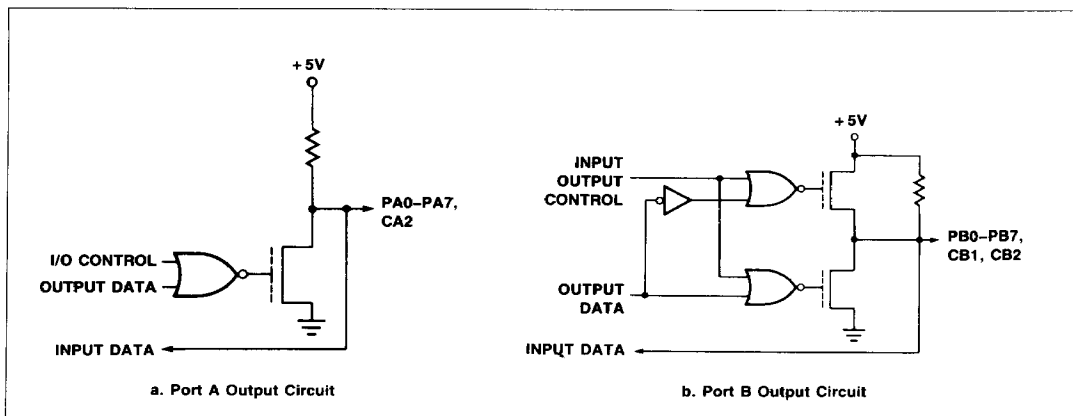 +5V
PA0–PA7,
CA2
I/O CONTROL
OUTPUT DATA
INPUT DATA
a. Port A Output Circuit
+5V
INPUT
OUTPUT
CONTROL
PB0–PB7,
CB1, CB2
OUTPUT
DATA
INPUT DATA
b. Port B Output Circuit